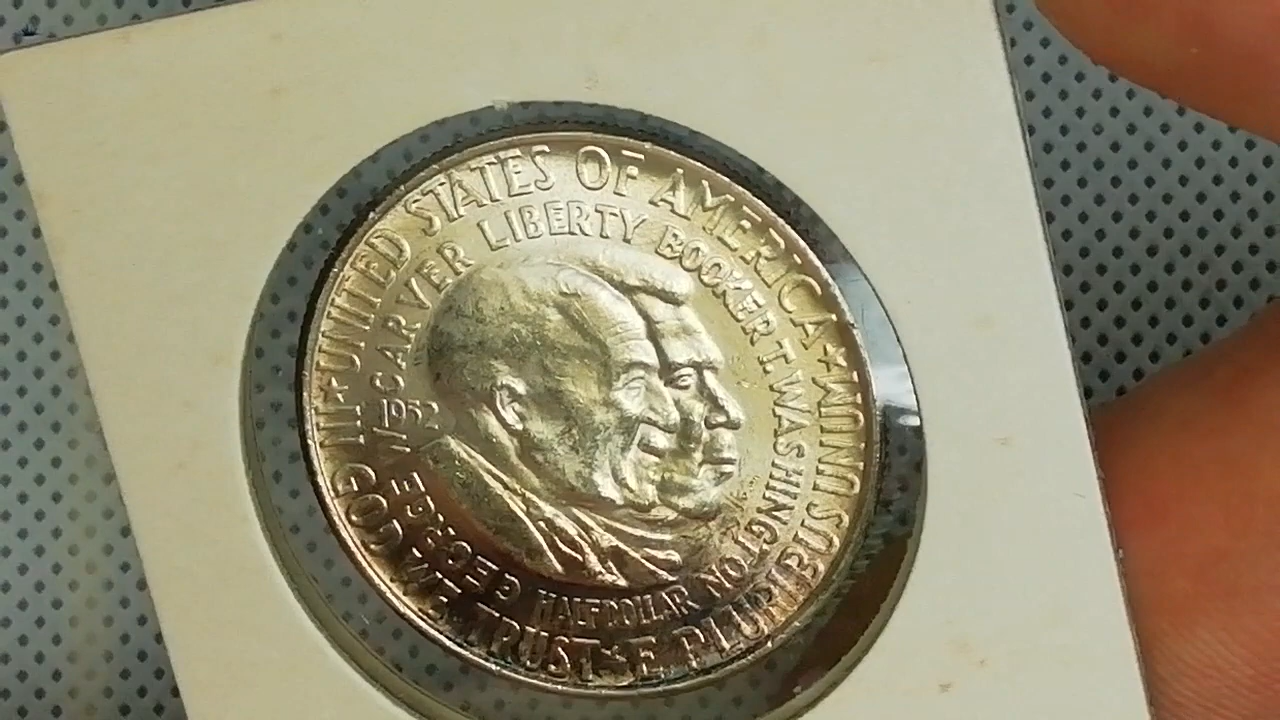 UNITED STATES OF AMERICA ★ E PLURIBUS UNUM ★ IN GOD WE TRUST ★
GEORGE W. CARVER LIBERTY BOOKER T. WASHINGTON
1952
HALF DOLLAR